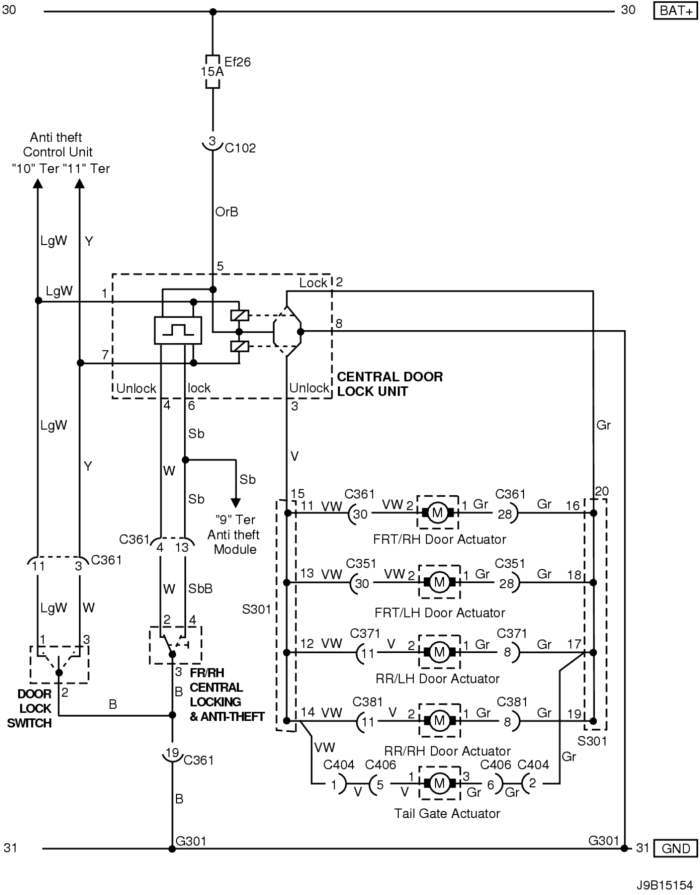 30
30 BAT+
Ef26
15A
3
C102
Anti theft
Control Unit
"10" Ter "11" Ter
OrB
LgW
Y
LgW
1
5
Lock
2
8
7
Unlock
lock
Unlock
CENTRAL DOOR
LOCK UNIT
4
6
3
LgW
Y
Sb
W
Sb
Sb
V
Gr
"9" Ter
Anti theft
Module
15
20
11 VW C361 30 VW 2 M 1 Gr C361 28 Gr 16
FRT/RH Door Actuator
13 VW C351 30 VW 2 M 1 Gr C351 28 Gr 18
FRT/LH Door Actuator
12 VW C371 11 V 2 M 1 Gr C371 8 Gr 17
RR/LH Door Actuator
14 VW C381 11 V 2 M 1 Gr C381 8 Gr 19
RR/RH Door Actuator
VW C404 1 V C406 5 V 1 M 3 Gr C406 6 Gr C404 2 Gr
Tail Gate Actuator
S301
S301
C361
4
13
11
3
C361
LgW
W
W
SbB
1
3
2
4
2
3
DOOR
LOCK
SWITCH
FR/RH
CENTRAL
LOCKING
& ANTI-THEFT
B
B
19
C361
B
G301
G301
31
31 GND
J9B15154